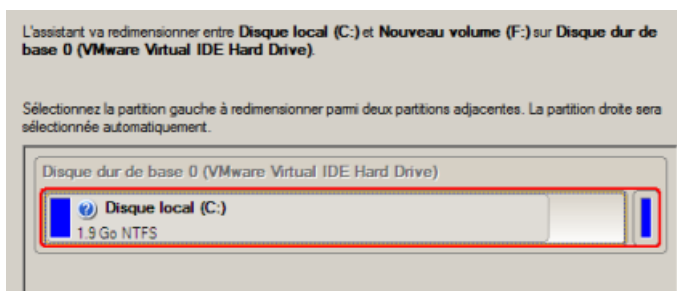 L'assistant va redimensionner entre Disque local (C:) et Nouveau volume (F:) sur Disque dur de
base 0 (VMware Virtual IDE Hard Drive).
Sélectionnez la partition gauche à redimensionner parmi deux partitions adjacentes. La partition droite sera
sélectionnée automatiquement.
Disque dur de base 0 (VMware Virtual IDE Hard Drive)
Disque local (C:)
1.9 Go NTFS